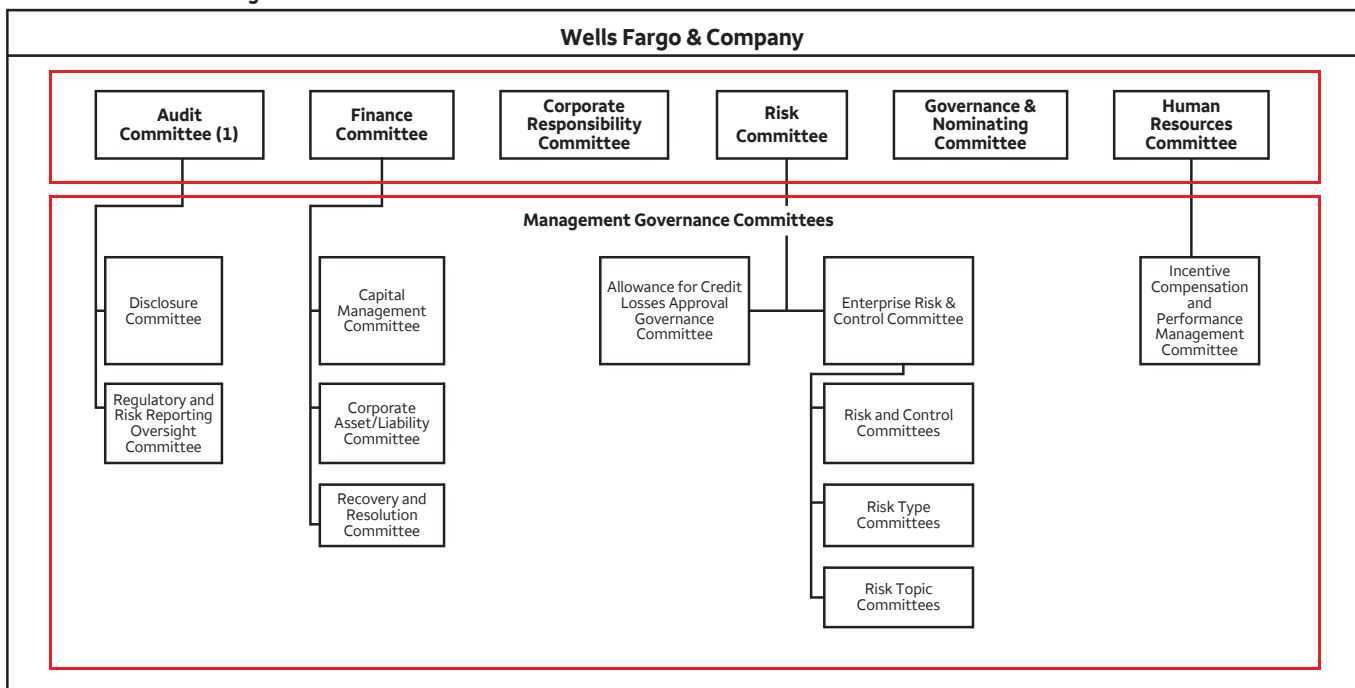 Wells Fargo & Company
Audit
Committee (1)
Finance
Committee
Corporate
Responsibility
Committee
Risk
Committee
Governance &
Nominating
Committee
Human
Resources
Committee
Management Governance Committees
Disclosure
Committee
Capital
Management
Committee
Allowance for Credit
Losses Approval
Governance
Committee
Enterprise Risk &
Control Committee
Incentive
Compensation
and
Performance
Management
Committee
Regulatory and
Risk Reporting
Oversight
Committee
Corporate
Asset/Liability
Committee
Risk and Control
Committees
Recovery and
Resolution
Committee
Risk Type
Committees
Risk Topic
Committees